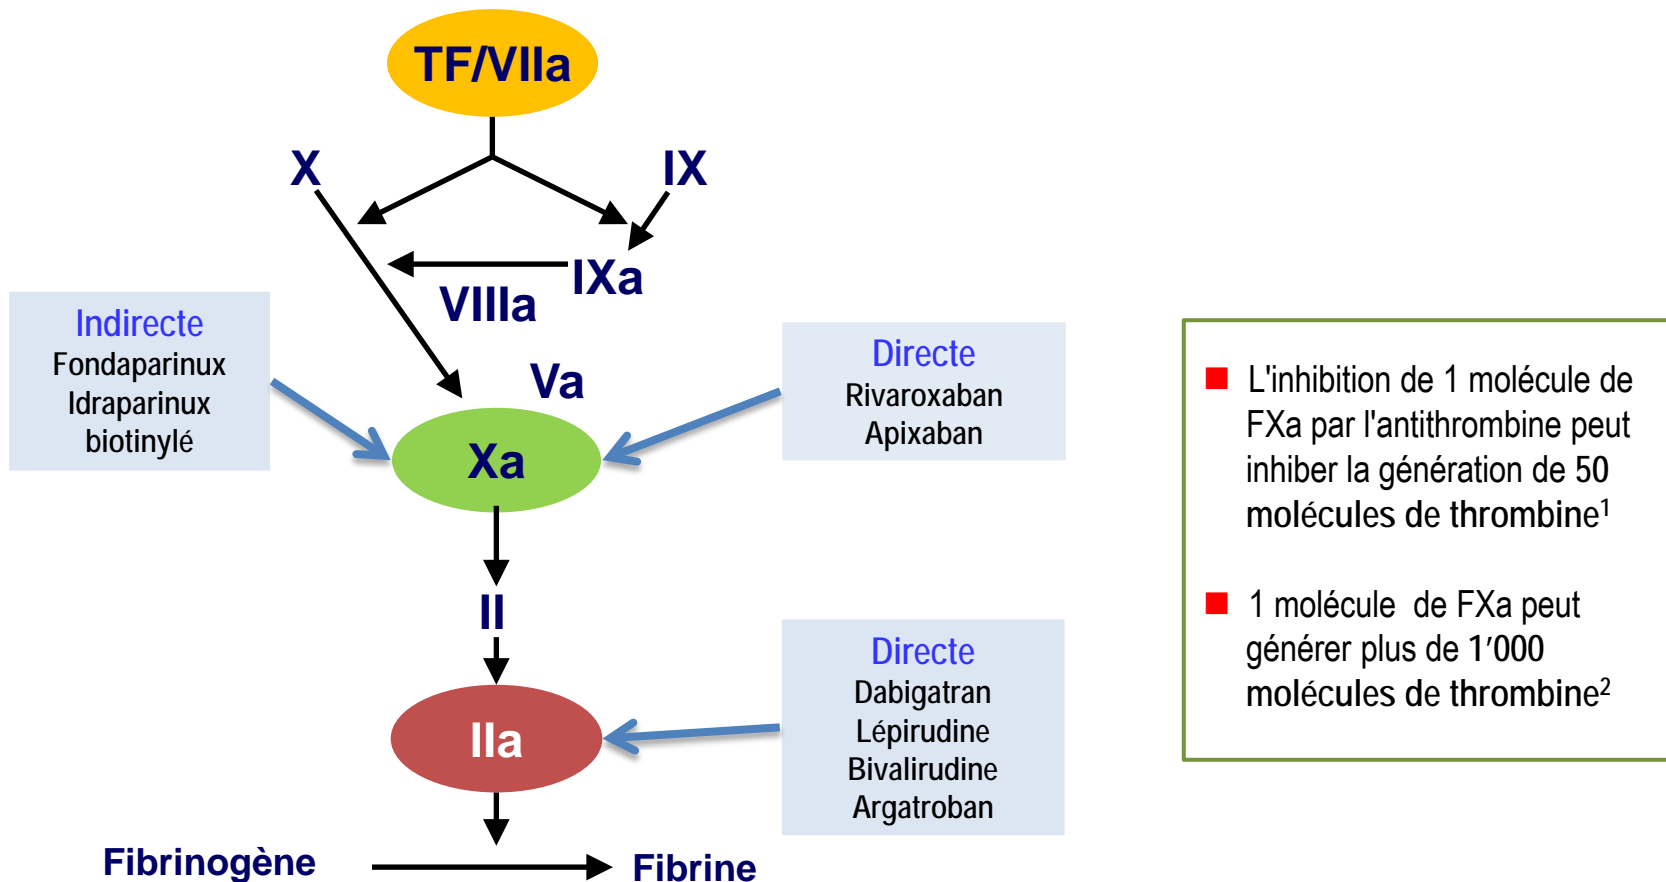 TF/VIIa
X
IX
IXa
VIIIa
Indirecte
Fondaparinux
Idraparinux
biotinylé
Va
Directe
Rivaroxaban
Apixaban
Xa
II
IIa
Directe
Dabigatran
Lépirudine
Bivalirudine
Argatroban
Fibrinogène
Fibrine
L'inhibition de 1 molécule de
FXa par l'antithrombine peut
inhiber la génération de 50
molécules de thrombine¹
1 molécule de FXa peut
générer plus de 1’000
molécules de thrombine²